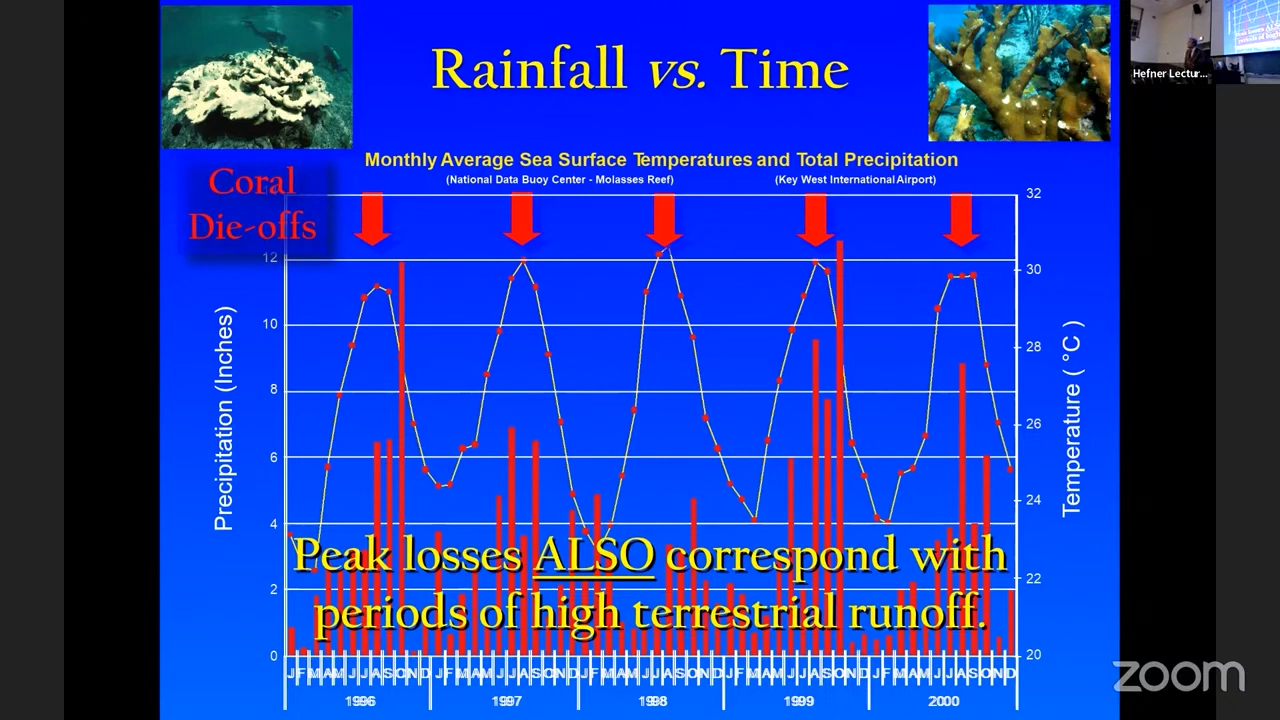 Rainfall vs. Time
Hefner Lectur...
Monthly Average Sea Surface Temperatures and Total Precipitation
(National Data Buoy Center - Molasses Reef) (Key West International Airport)
Coral
Die-offs
32
12
30
10
28
8
26
6
24
4
22
2
0
20
Precipitation (Inches)
Temperature ( °C )
Peak losses ALSO correspond with
periods of high terrestrial runoff.
J F M A M J J A S O N D J F M A M J J A S O N D J F M A M J J A S O N D J F M A M J J A S O N D J F M A M J J A S O N D
1996 1997 1998 1999 2000
zoom